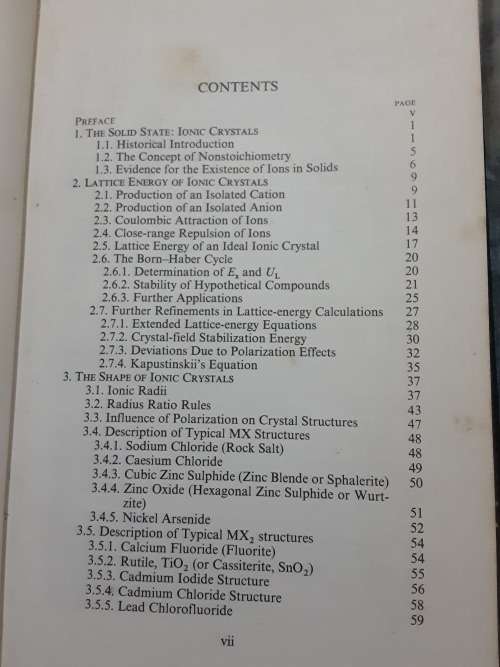 CONTENTS
PAGE
PREFACE v
1. THE SOLID STATE: IONIC CRYSTALS 1
1.1. Historical Introduction 1
1.2. The Concept of Nonstoichiometry 5
1.3. Evidence for the Existence of Ions in Solids 6
2. LATTICE ENERGY OF IONIC CRYSTALS 9
2.1. Production of an Isolated Cation 9
2.2. Production of an Isolated Anion 11
2.3. Coulombic Attraction of Ions 13
2.4. Close-range Repulsion of Ions 14
2.5. Lattice Energy of an Ideal Ionic Crystal 17
2.6. The Born–Haber Cycle 20
2.6.1. Determination of Eₐ and U_L 20
2.6.2. Stability of Hypothetical Compounds 21
2.6.3. Further Applications 25
2.7. Further Refinements in Lattice-energy Calculations 27
2.7.1. Extended Lattice-energy Equations 28
2.7.2. Crystal-field Stabilization Energy 30
2.7.3. Deviations Due to Polarization Effects 32
2.7.4. Kapustinskii's Equation 35
3. THE SHAPE OF IONIC CRYSTALS 37
3.1. Ionic Radii 37
3.2. Radius Ratio Rules 43
3.3. Influence of Polarization on Crystal Structures 47
3.4. Description of Typical MX Structures 48
3.4.1. Sodium Chloride (Rock Salt) 48
3.4.2. Caesium Chloride 49
3.4.3. Cubic Zinc Sulphide (Zinc Blende or Sphalerite) 50
3.4.4. Zinc Oxide (Hexagonal Zinc Sulphide or Wurt-
zite) 51
3.4.5. Nickel Arsenide 52
3.5. Description of Typical MX₂ structures 54
3.5.1. Calcium Fluoride (Fluorite) 54
3.5.2. Rutile, TiO₂ (or Cassiterite, SnO₂) 55
3.5.3. Cadmium Iodide Structure 56
3.5.4. Cadmium Chloride Structure 58
3.5.5. Lead Chlorofluoride 59
vii